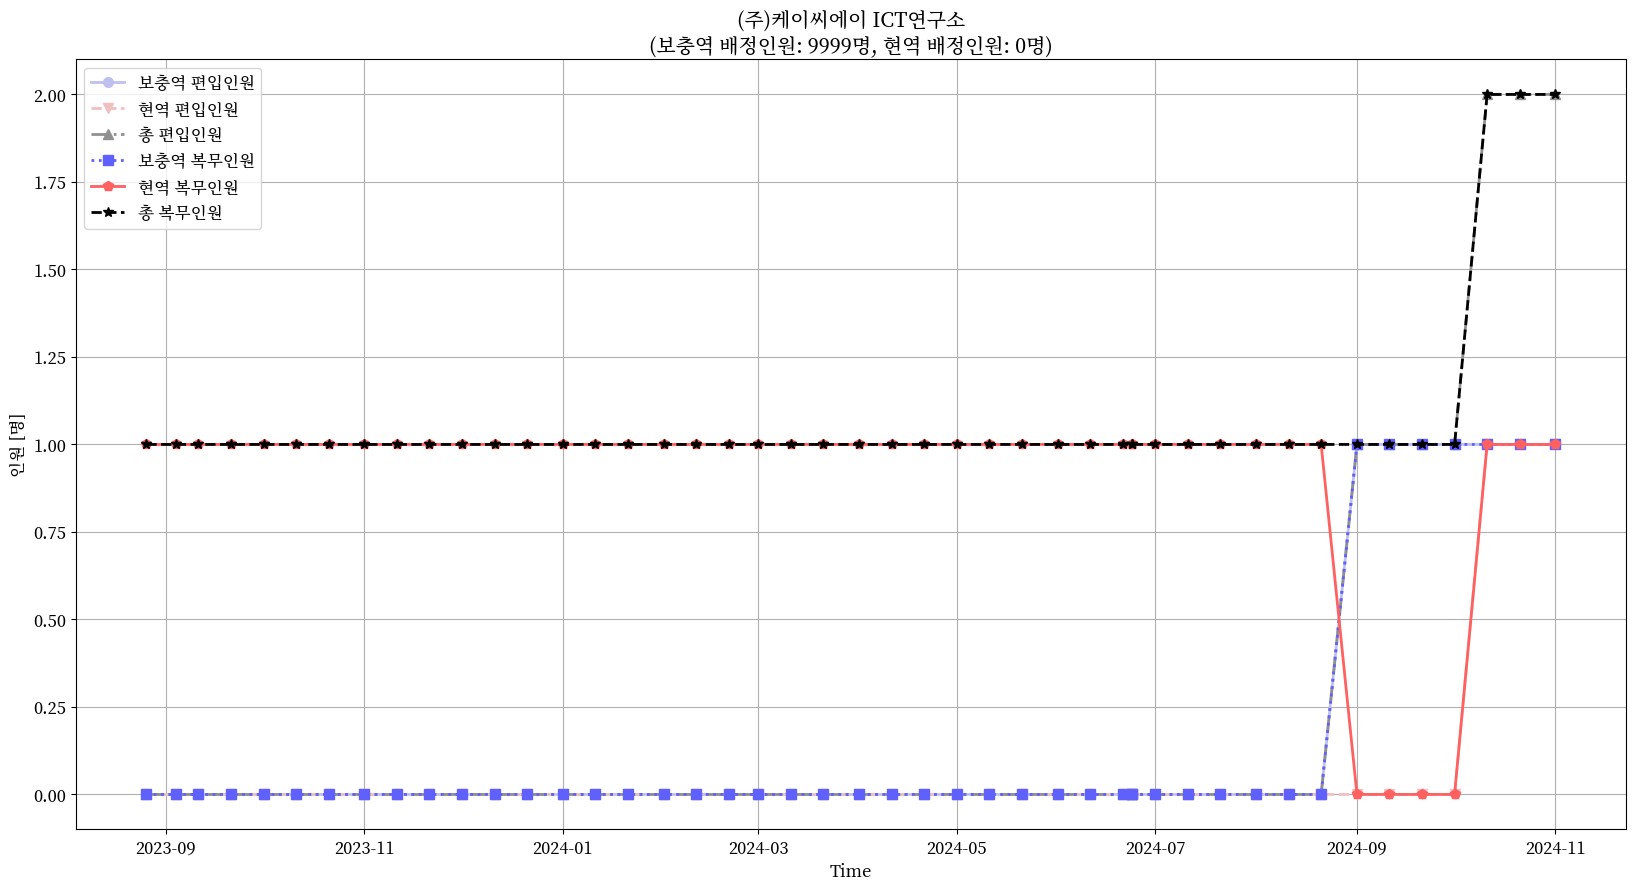 (주)케이씨에이 ICT연구소
(보충역 배정인원: 9999명, 현역 배정인원: 0명)
보충역 편입인원
현역 편입인원
총 편입인원
보충역 복무인원
현역 복무인원
총 복무인원
2.00
1.75
1.50
1.25
1.00
0.75
0.50
0.25
0.00
인원 [명]
2023-09
2023-11
2024-01
2024-03
2024-05
2024-07
2024-09
2024-11
Time